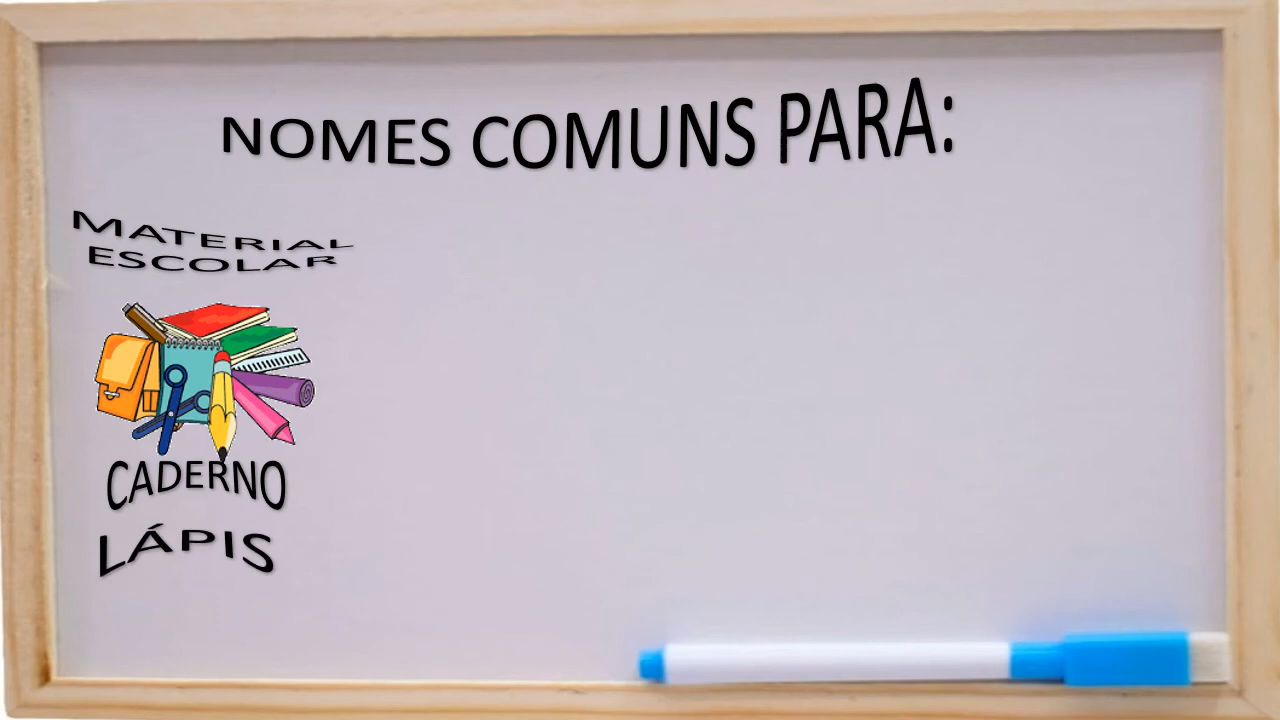 NOMES COMUNS PARA:
MATERIAL
ESCOLAR
CADERNO
LÁPIS